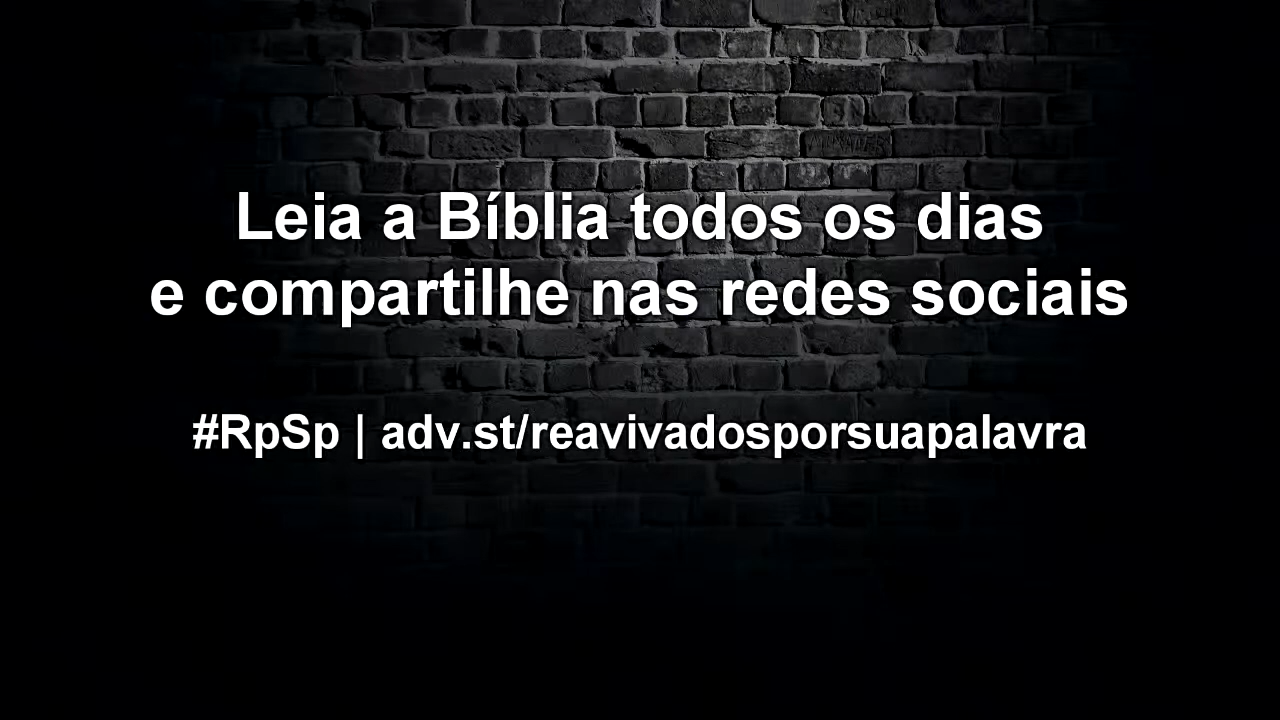 Leia a Bíblia todos os dias
e compartilhe nas redes sociais
#RpSp | adv.st/reavivadosporsuapalavra